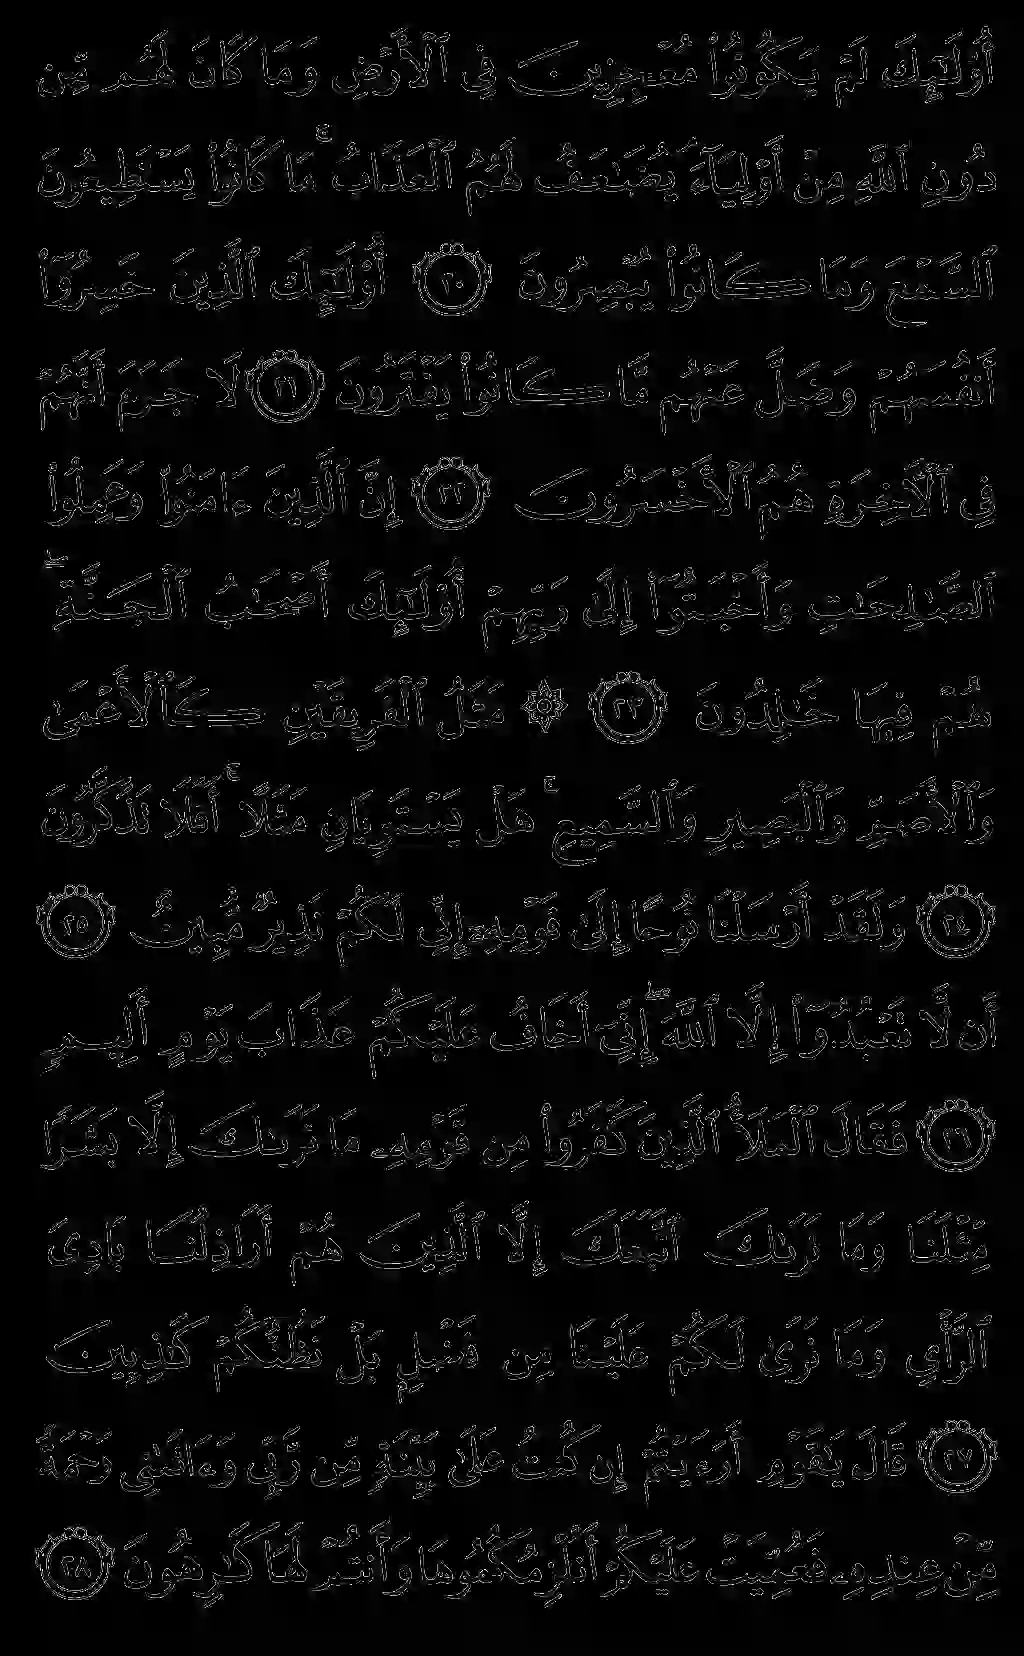 أُو۟لَـٰٓئِكَ لَمْ يَكُونُوا۟ مُعْجِزِينَ فِى ٱلْأَرْضِ وَمَا كَانَ لَهُم مِّن
دُونِ ٱللَّهِ مِنْ أَوْلِيَآءَ ۘ يُضَـٰعَفُ لَهُمُ ٱلْعَذَابُ ۚ مَا كَانُوا۟ يَسْتَطِيعُونَ
ٱلسَّمْعَ وَمَا كَانُوا۟ يُبْصِرُونَ ٢٠ أُو۟لَـٰٓئِكَ ٱلَّذِينَ خَسِرُوٓا۟
أَنفُسَهُمْ وَضَلَّ عَنْهُم مَّا كَانُوا۟ يَفْتَرُونَ ٢١ لَا جَرَمَ أَنَّهُمْ
فِى ٱلْـَٔاخِرَةِ هُمُ ٱلْأَخْسَرُونَ ٢٢ إِنَّ ٱلَّذِينَ ءَامَنُوا۟ وَعَمِلُوا۟
ٱلصَّـٰلِحَـٰتِ وَأَخْبَتُوٓا۟ إِلَىٰ رَبِّهِمْ أُو۟لَـٰٓئِكَ أَصْحَـٰبُ ٱلْجَنَّةِ ۖ
هُمْ فِيهَا خَـٰلِدُونَ ٢٣ ۞ مَثَلُ ٱلْفَرِيقَيْنِ كَٱلْأَعْمَىٰ
وَٱلْأَصَمِّ وَٱلْبَصِيرِ وَٱلسَّمِيعِ ۚ هَلْ يَسْتَوِيَانِ مَثَلًا ۚ أَفَلَا تَذَكَّرُونَ
٢٤ وَلَقَدْ أَرْسَلْنَا نُوحًا إِلَىٰ قَوْمِهِۦٓ إِنِّى لَكُمْ نَذِيرٌ مُّبِينٌ ٢٥
أَن لَّا تَعْبُدُوٓا۟ إِلَّا ٱللَّهَ ۖ إِنِّىٓ أَخَافُ عَلَيْكُمْ عَذَابَ يَوْمٍ أَلِيمٍ
٢٦ فَقَالَ ٱلْمَلَأُ ٱلَّذِينَ كَفَرُوا۟ مِن قَوْمِهِۦ مَا نَرَىٰكَ إِلَّا بَشَرًا
مِّثْلَنَا وَمَا نَرَىٰكَ ٱتَّبَعَكَ إِلَّا ٱلَّذِينَ هُمْ أَرَاذِلُنَا بَادِىَ
ٱلرَّأْىِ وَمَا نَرَىٰ لَكُمْ عَلَيْنَا مِن فَضْلٍۭ بَلْ نَظُنُّكُمْ كَـٰذِبِينَ
٢٧ قَالَ يَـٰقَوْمِ أَرَءَيْتُمْ إِن كُنتُ عَلَىٰ بَيِّنَةٍ مِّن رَّبِّى وَءَاتَىٰنِى رَحْمَةً
مِّنْ عِندِهِۦ فَعُمِّيَتْ عَلَيْكُمْ أَنُلْزِمُكُمُوهَا وَأَنتُمْ لَهَا كَـٰرِهُونَ ٢٨